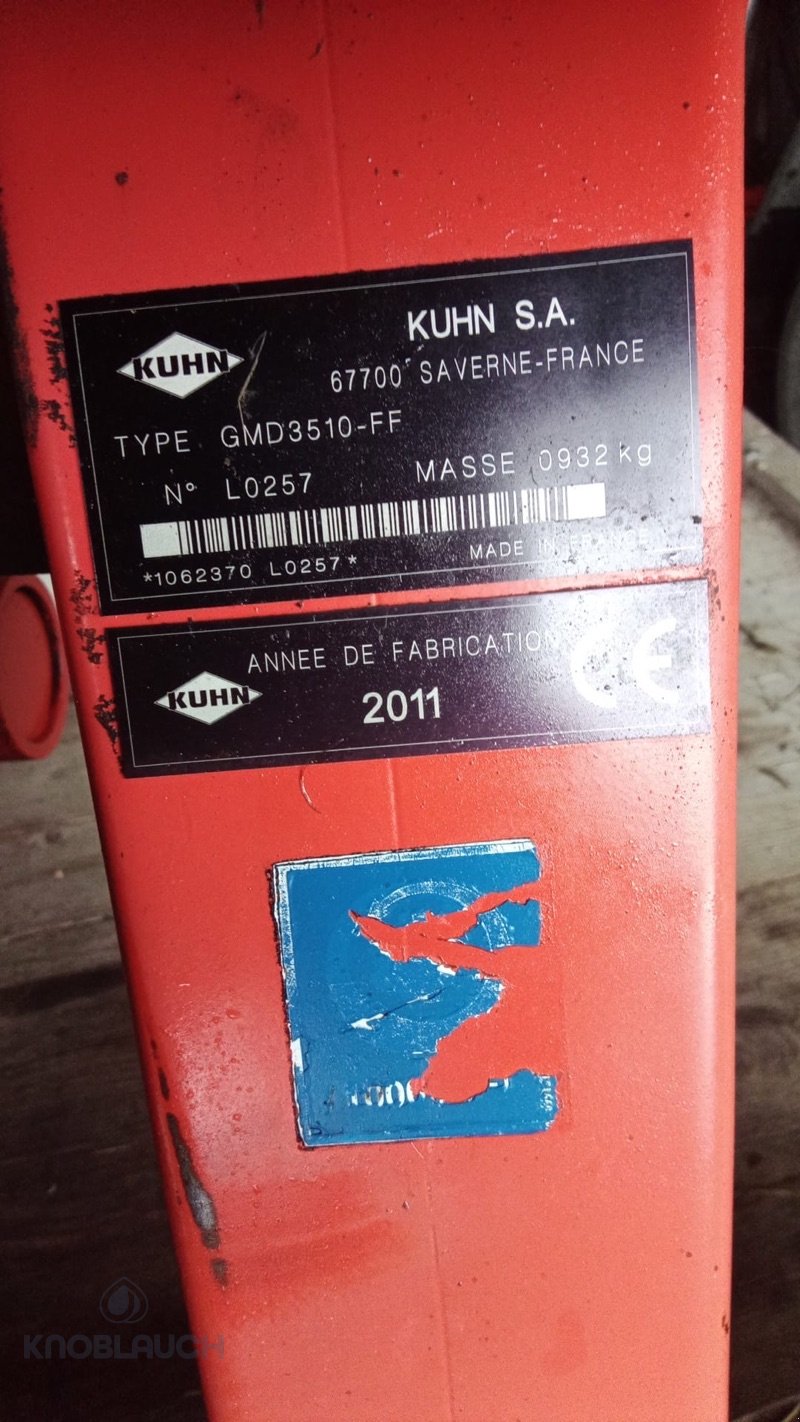 KUHN
KUHN S.A.
67700 SAVERNE-FRANCE
TYPE GMD3510-FF
N° L0257 MASSE 0932 kg
*1062370 L0257*
MADE IN FRANCE
KUHN
ANNEE DE FABRICATION
2011
CE
KNOBLAUCH